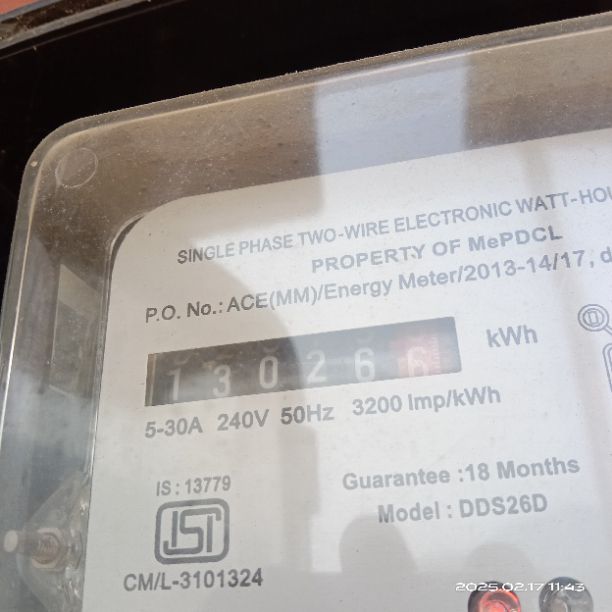 SINGLE PHASE TWO-WIRE ELECTRONIC WATT-HOU
PROPERTY OF MePDCL
P.O. No.: ACE(MM)/Energy Meter/2013-14/17, d
1 3 0 2 6 6 kWh
5-30A 240V 50Hz 3200 Imp/kWh
IS : 13779
Guarantee :18 Months
Model : DDS26D
CM/L-3101324
2025.02.17 11:43